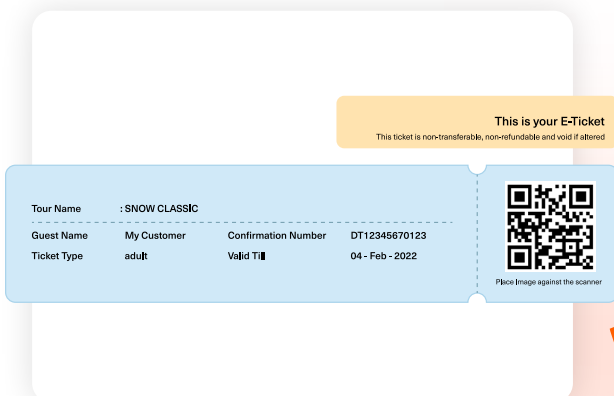 This is your E-Ticket
This ticket is non-transferable, non-refundable and void if altered
Tour Name : SNOW CLASSIC
Guest Name My Customer Confirmation Number DT12345670123
Ticket Type adult Valid Till 04 - Feb - 2022
Place Image against the scanner